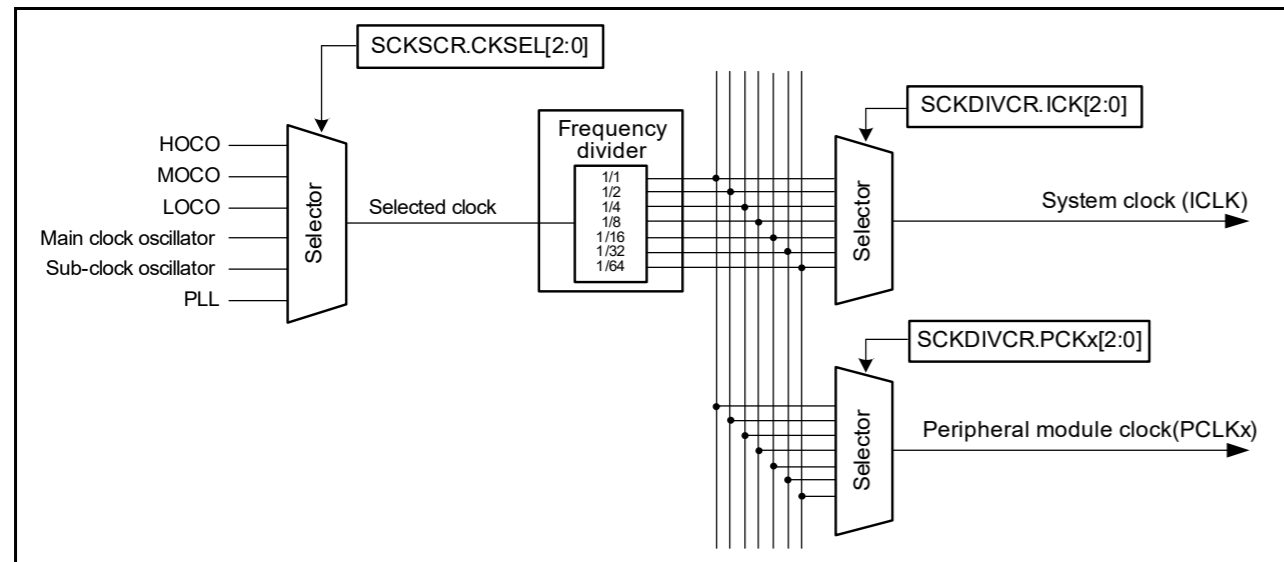 SCKSCR.CKSEL[2:0]
SCKDIVCR.ICK[2:0]
HOCO
MOCO
LOCO
Main clock oscillator
Sub-clock oscillator
PLL
Selector
Selected clock
Frequency
divider
1/1
1/2
1/4
1/8
1/16
1/32
1/64
Selector
System clock (ICLK)
SCKDIVCR.PCKx[2:0]
Selector
Peripheral module clock(PCLKx)